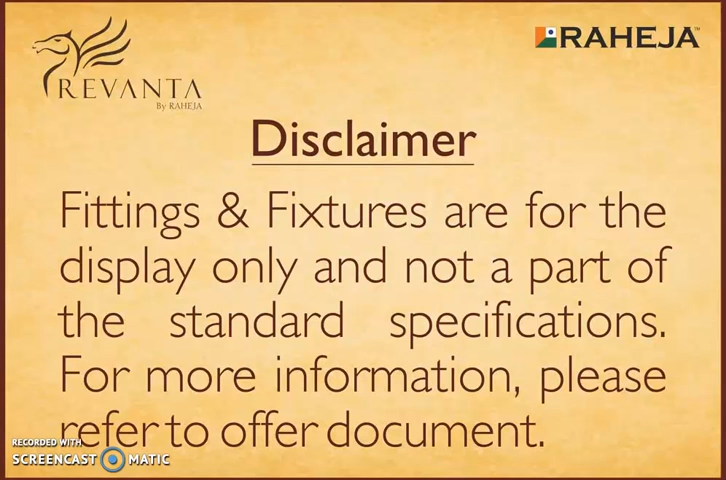 REVANTA
By RAHEJA
RAHEJA™
Disclaimer
Fittings & Fixtures are for the
display only and not a part of
the standard specifications.
For more information, please
refer to offer document.
RECORDED WITH
SCREENCAST MATIC